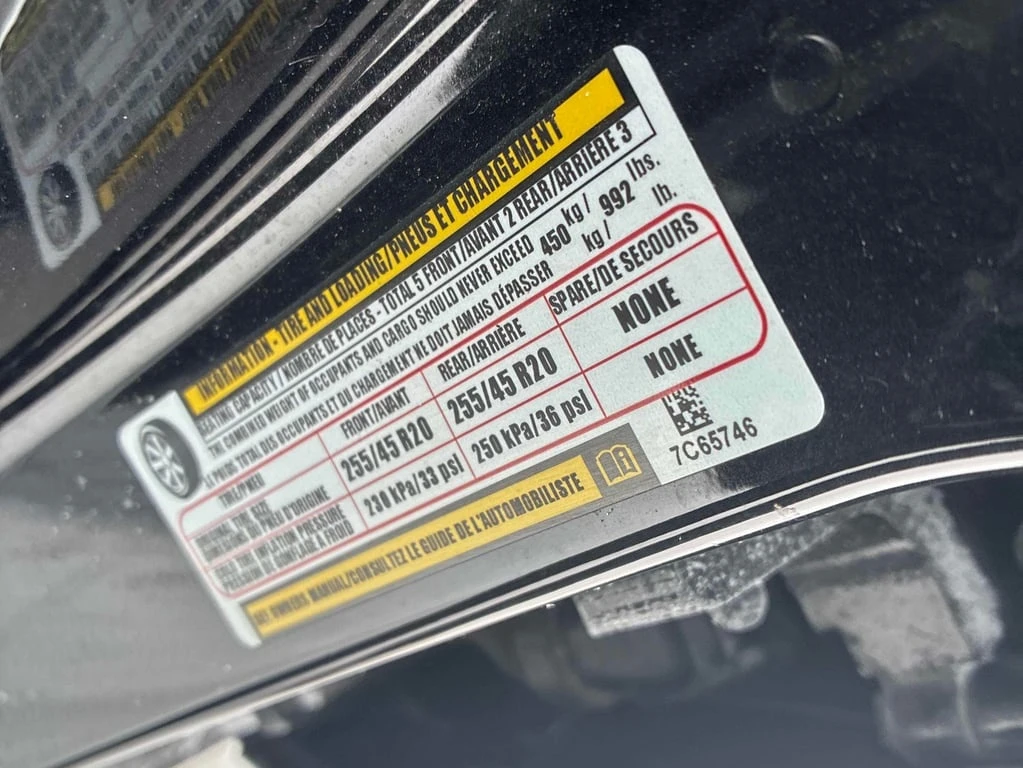 INFORMATION - TIRE AND LOADING/PNEUS ET CHARGEMENT
SEATING CAPACITY / NOMBRE DE PLACES - TOTAL 5 FRONT/AVANT 2 REAR/ARRIÈRE 3
THE COMBINED WEIGHT OF OCCUPANTS AND CARGO SHOULD NEVER EXCEED 450 kg/ 992 lbs.
LE POIDS TOTAL DES OCCUPANTS ET DU CHARGEMENT NE DOIT JAMAIS DÉPASSER kg/ lb.
TIRE/PNEU FRONT/AVANT REAR/ARRIÈRE SPARE/DE SECOURS
ORIGINAL TIRE SIZE 255/45 R20 255/45 R20 NONE
DIMENSIONS DU PNEU D'ORIGINE
COLD TIRE INFLATION PRESSURE 230 kPa/33 psi 250 kPa/36 psi NONE
PRESSION DE GONFLAGE A FROID
SEE OWNERS MANUAL/CONSULTEZ LE GUIDE DE L'AUTOMOBILISTE
7C65746